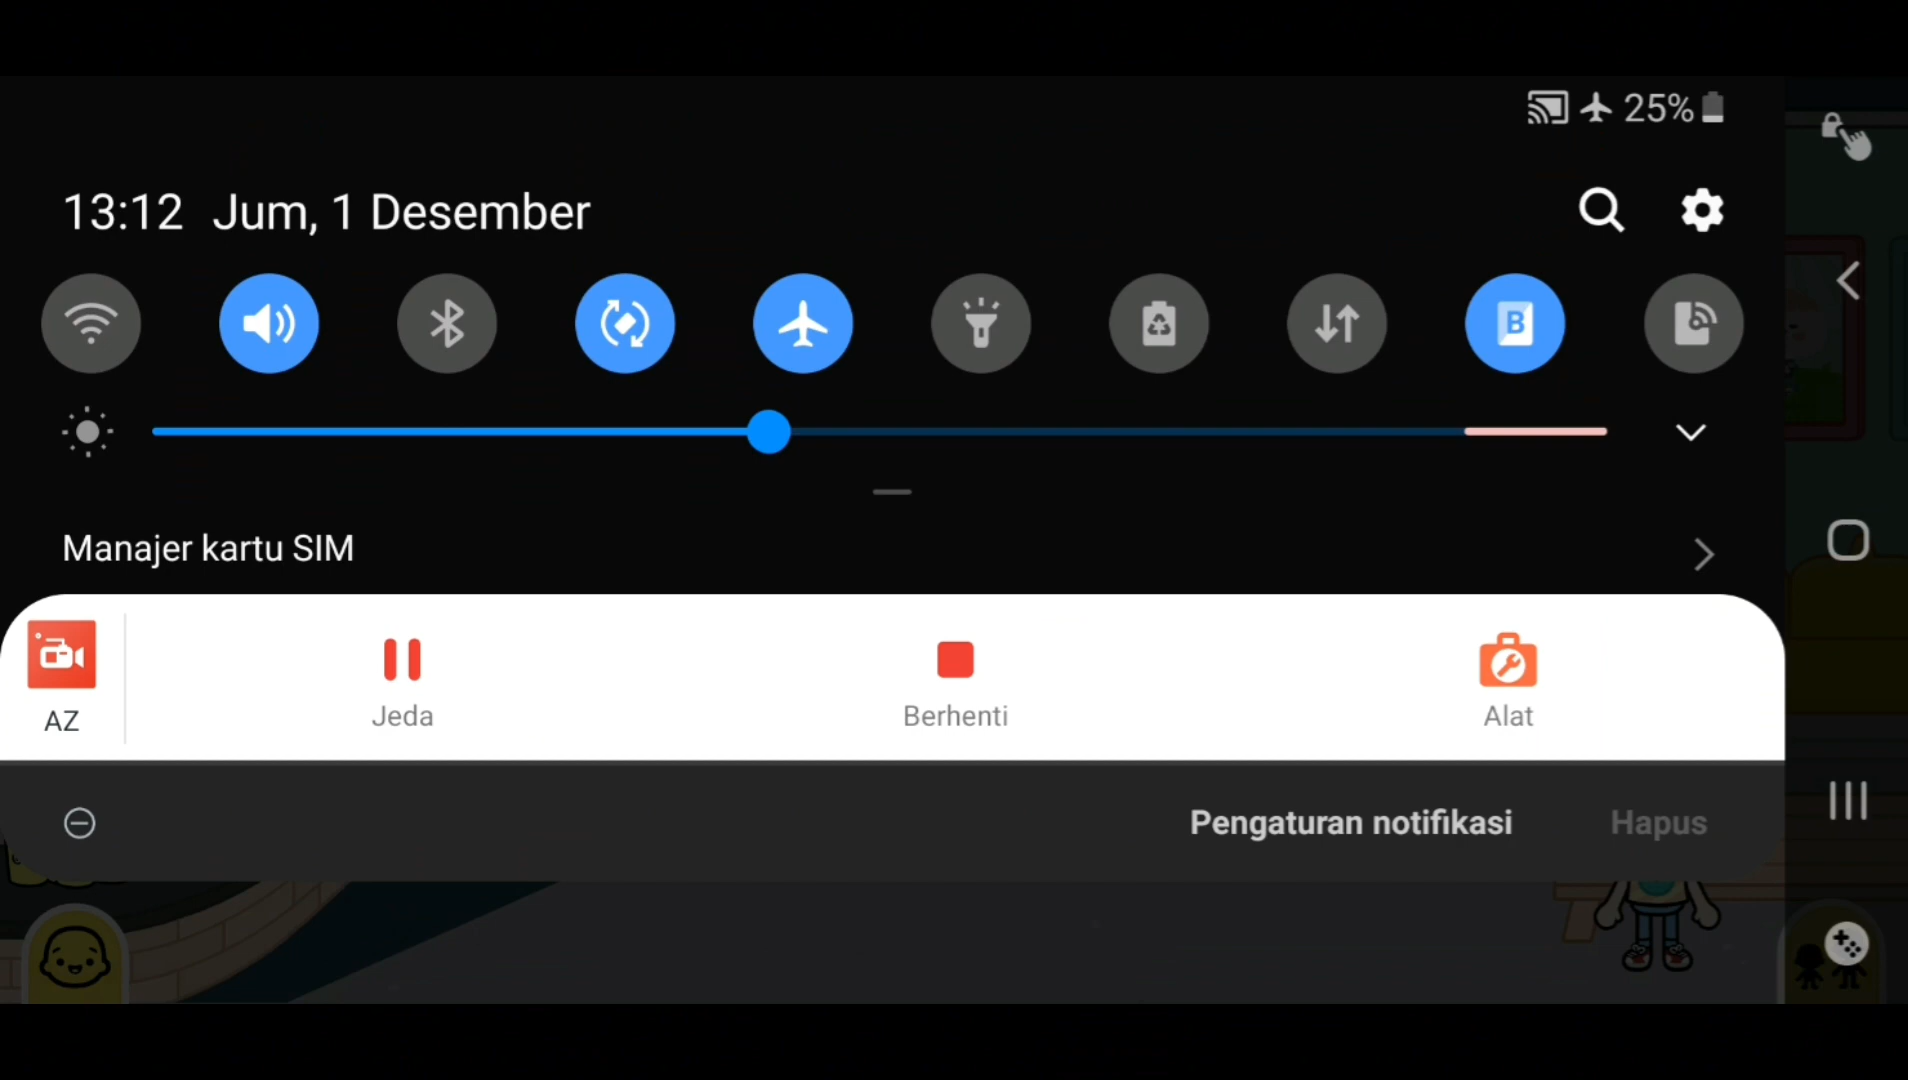 25%
13:12 Jum, 1 Desember
B
Manajer kartu SIM
AZ
Jeda
Berhenti
Alat
Pengaturan notifikasi
Hapus